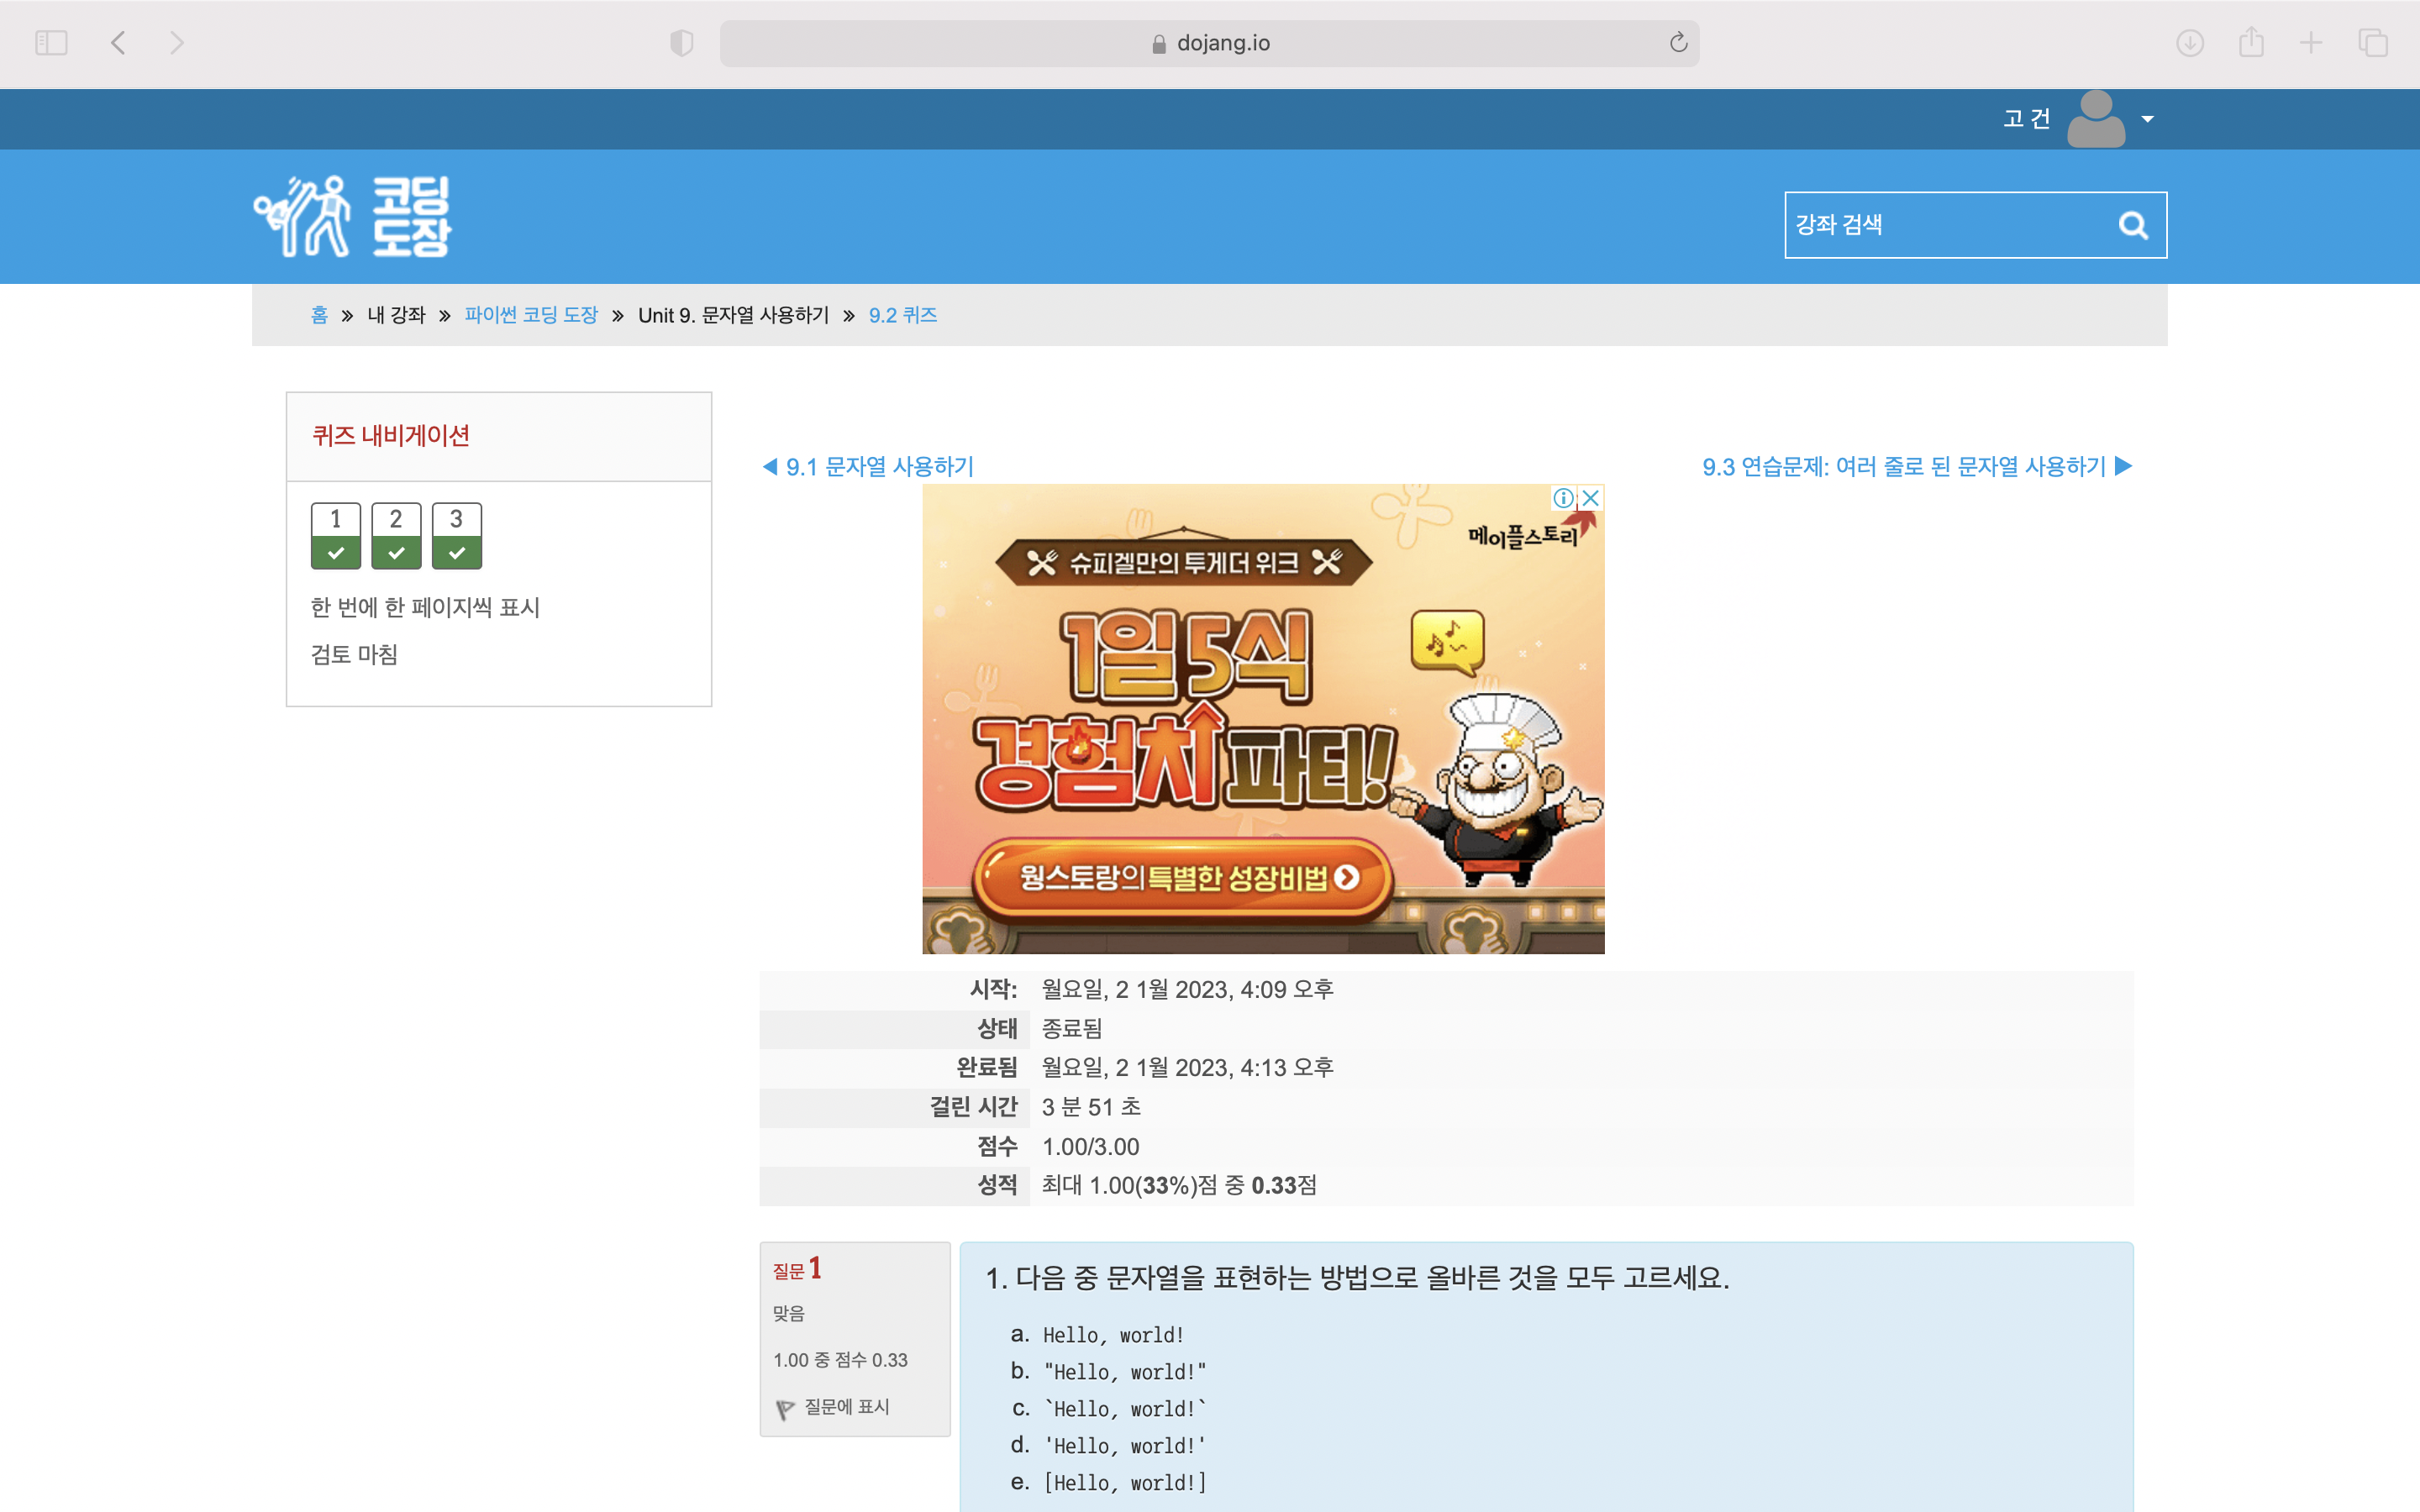 dojang.io
고 건
코딩
도장
강좌 검색
홈 » 내 강좌 » 파이썬 코딩 도장 » Unit 9. 문자열 사용하기 » 9.2 퀴즈
퀴즈 내비게이션
1 2 3
한 번에 한 페이지씩 표시
검토 마침
◀ 9.1 문자열 사용하기
9.3 연습문제: 여러 줄로 된 문자열 사용하기 ▶
메이플스토리
슈피겔만의 투게더 위크
1일 5식
경험치 파티!
웡스토랑의 특별한 성장비법
시작: 월요일, 2 1월 2023, 4:09 오후
상태 종료됨
완료됨 월요일, 2 1월 2023, 4:13 오후
걸린 시간 3 분 51 초
점수 1.00/3.00
성적 최대 1.00(33%)점 중 0.33점
질문 1
맞음
1.00 중 점수 0.33
질문에 표시
1. 다음 중 문자열을 표현하는 방법으로 올바른 것을 모두 고르세요.
a. Hello, world!
b. "Hello, world!"
c. `Hello, world!`
d. 'Hello, world!'
e. [Hello, world!]